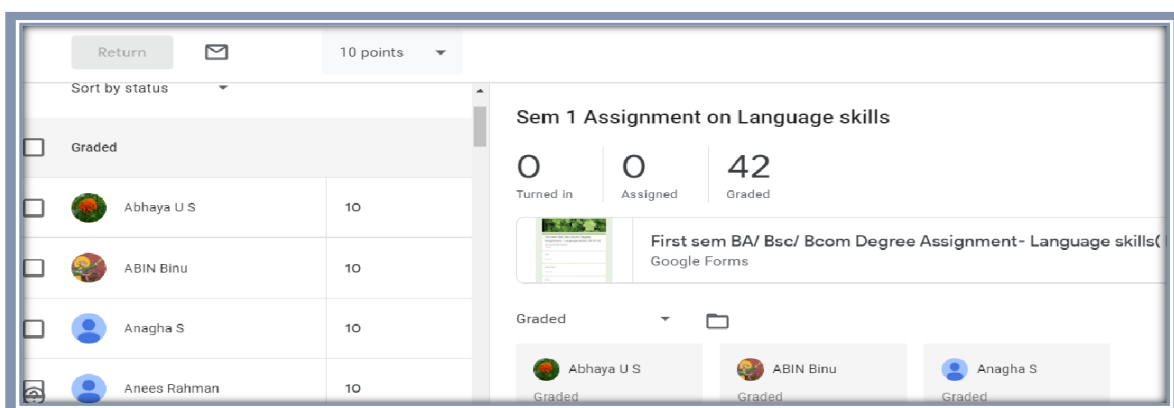 Return
10 points
Sort by status
Graded
Abhaya U S 10
ABIN Binu 10
Anagha S 10
Anees Rahman 10
Sem 1 Assignment on Language skills
0 0 42
Turned in Assigned Graded
First sem BA/ Bsc/ Bcom Degree Assignment- Language skills(
Google Forms
Graded
Abhaya U S ABIN Binu Anagha S
Graded Graded Graded